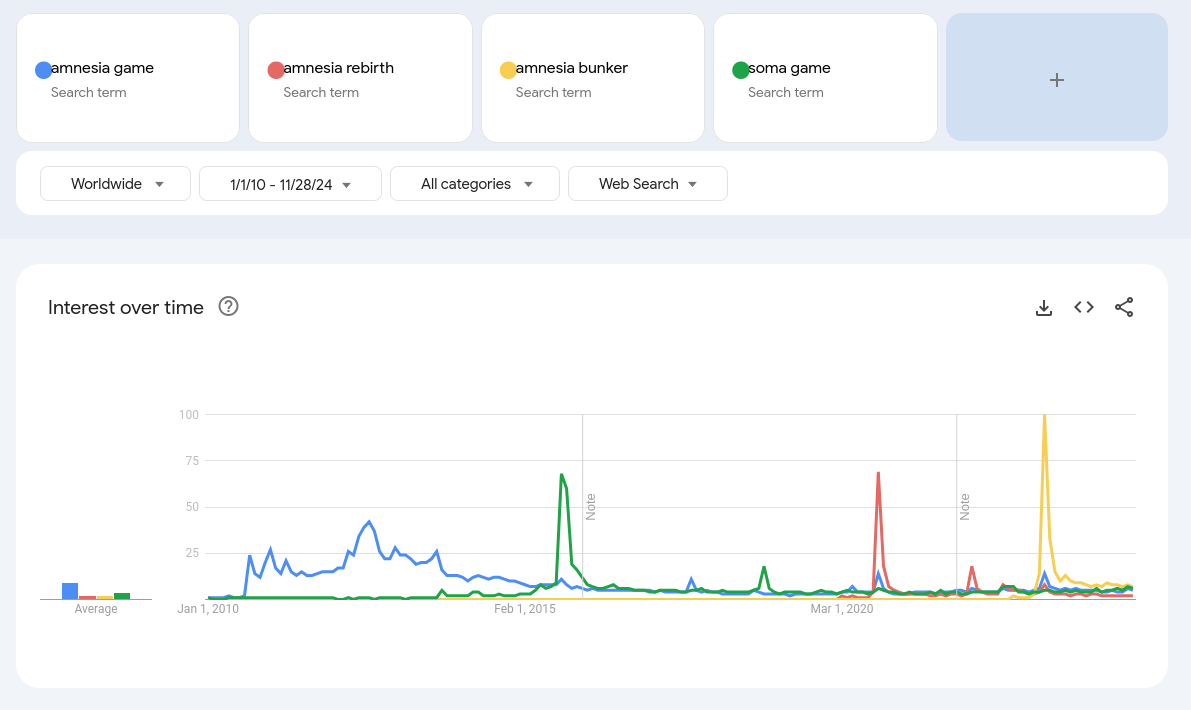 amnesia game
Search term
amnesia rebirth
Search term
amnesia bunker
Search term
soma game
Search term
+
Worldwide
1/1/10 - 11/28/24
All categories
Web Search
Interest over time
?
100
75
50
25
Note
Note
Average
Jan 1, 2010
Feb 1, 2015
Mar 1, 2020